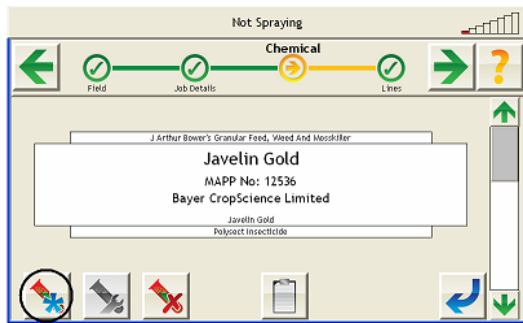 Not Spraying
Chemical
Field
Job Details
Lines
?
J Arthur Bower's Granular Feed, Weed And Mosskiller
Javelin Gold
MAPP No: 12536
Bayer CropScience Limited
Javelin Gold
Polysect Insecticide